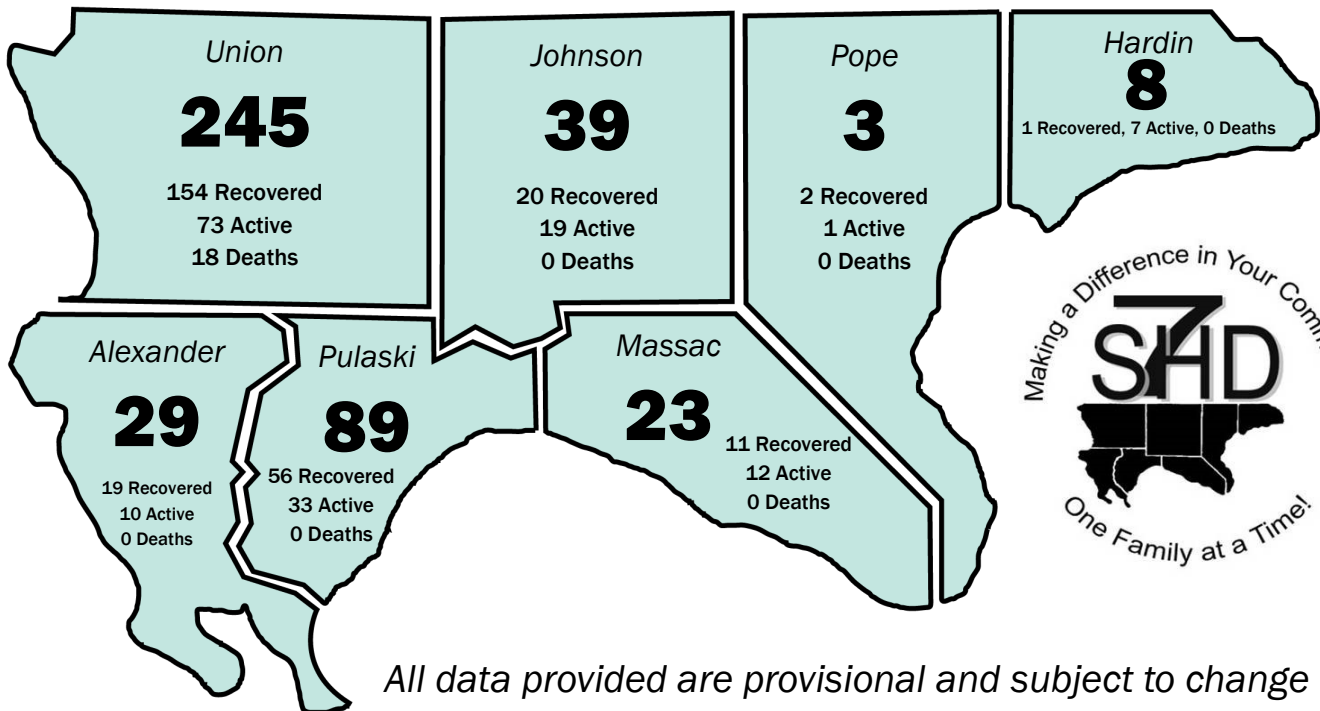 Union
245
154 Recovered
73 Active
18 Deaths
Johnson
39
20 Recovered
19 Active
0 Deaths
Pope
3
2 Recovered
1 Active
0 Deaths
Hardin
8
1 Recovered, 7 Active, 0 Deaths
Alexander
29
19 Recovered
10 Active
0 Deaths
Pulaski
89
56 Recovered
33 Active
0 Deaths
Massac
23
11 Recovered
12 Active
0 Deaths
Making a Difference in Your Comm
S7HD
One Family at a Time!
All data provided are provisional and subject to change